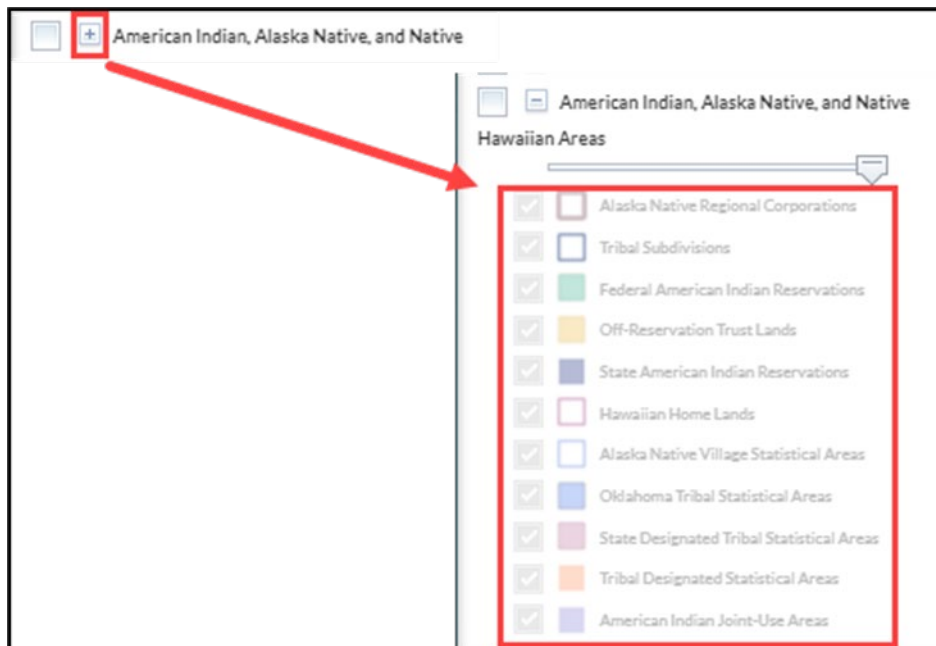 American Indian, Alaska Native, and Native
American Indian, Alaska Native, and Native
Hawaiian Areas
Alaska Native Regional Corporations
Tribal Subdivisions
Federal American Indian Reservations
Off-Reservation Trust Lands
State American Indian Reservations
Hawaiian Home Lands
Alaska Native Village Statistical Areas
Oklahoma Tribal Statistical Areas
State Designated Tribal Statistical Areas
Tribal Designated Statistical Areas
American Indian Joint-Use Areas